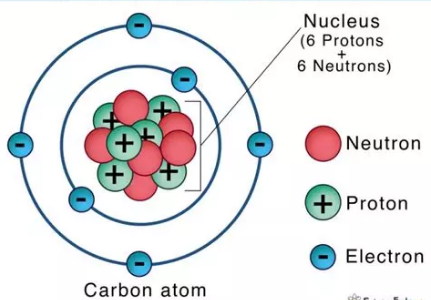 Nucleus
(6 Protons
+
6 Neutrons)
Neutron
+ Proton
- Electron
Carbon atom